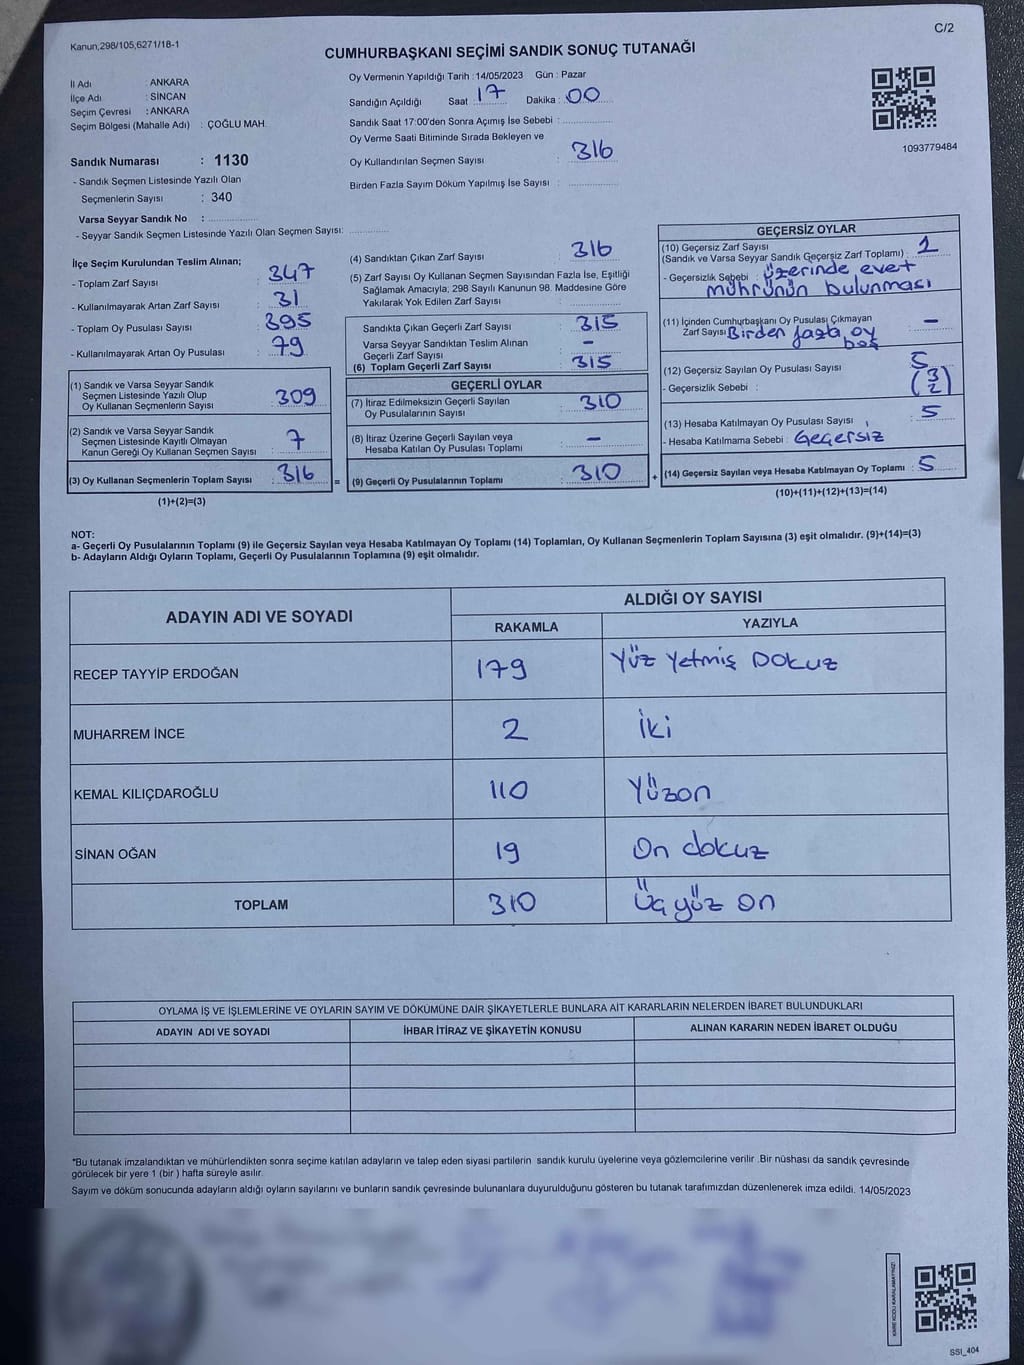 C/2
Kanun,298/105,6271/18-1
CUMHURBAŞKANI SEÇİMİ SANDIK SONUÇ TUTANAĞI
İl Adı : ANKARA
İlçe Adı : SİNCAN
Seçim Çevresi : ANKARA
Seçim Bölgesi (Mahalle Adı) : ÇOĞLU MAH.
Sandık Numarası : 1130
- Sandık Seçmen Listesinde Yazılı Olan
Seçmenlerin Sayısı : 340
Varsa Seyyar Sandık No :
- Seyyar Sandık Seçmen Listesinde Yazılı Olan Seçmen Sayısı:
Oy Vermenin Yapıldığı Tarih : 14/05/2023 Gün : Pazar
Sandığın Açıldığı Saat 17 Dakika : 00
Sandık Saat 17:00'den Sonra Açımış İse Sebebi :
Oy Verme Saati Bitiminde Sırada Bekleyen ve
Oy Kullandırılan Seçmen Sayısı : 316
Birden Fazla Sayım Döküm Yapılmış İse Sayısı :
1093779484
İlçe Seçim Kurulundan Teslim Alınan;
- Toplam Zarf Sayısı : 347
- Kullanılmayarak Artan Zarf Sayısı : 31
- Toplam Oy Pusulası Sayısı : 395
- Kullanılmayarak Artan Oy Pusulası : 79
(1) Sandık ve Varsa Seyyar Sandık
Seçmen Listesinde Yazılı Olup
Oy Kullanan Seçmenlerin Sayısı : 309
(2) Sandık ve Varsa Seyyar Sandık
Seçmen Listesinde Kayıtlı Olmayan
Kanun Gereği Oy Kullanan Seçmen Sayısı : 7
(3) Oy Kullanan Seçmenlerin Toplam Sayısı : 316
(1)+(2)=(3)
=
(4) Sandıktan Çıkan Zarf Sayısı : 316
(5) Zarf Sayısı Oy Kullanan Seçmen Sayısından Fazla İse, Eşitliği
Sağlamak Amacıyla, 298 Sayılı Kanunun 98. Maddesine Göre
Yakılarak Yok Edilen Zarf Sayısı :
Sandıkta Çıkan Geçerli Zarf Sayısı : 315
Varsa Seyyar Sandıktan Teslim Alınan
Geçerli Zarf Sayısı : -
(6) Toplam Geçerli Zarf Sayısı : 315
GEÇERLİ OYLAR
(7) İtiraz Edilmeksizin Geçerli Sayılan
Oy Pusulalarının Sayısı : 310
(8) İtiraz Üzerine Geçerli Sayılan veya
Hesaba Katılan Oy Pusulası Toplamı : -
(9) Geçerli Oy Pusulalarının Toplamı : 310
+
GEÇERSİZ OYLAR
(10) Geçersiz Zarf Sayısı
(Sandık ve Varsa Seyyar Sandık Geçersiz Zarf Toplamı) : 1
- Geçersizlik Sebebi : üzerinde evet
mührünün bulunması
(11) İçinden Cumhurbaşkanı Oy Pusulası Çıkmayan
Zarf Sayısı : -
Birden fazla oy
boş
(12) Geçersiz Sayılan Oy Pusulası Sayısı : 5
- Geçersizlik Sebebi : (3
2)
(13) Hesaba Katılmayan Oy Pusulası Sayısı : 5
- Hesaba Katılmama Sebebi : Geçersiz
(14) Geçersiz Sayılan veya Hesaba Katılmayan Oy Toplamı : 5
(10)+(11)+(12)+(13)=(14)
NOT:
a- Geçerli Oy Pusulalarının Toplamı (9) ile Geçersiz Sayılan veya Hesaba Katılmayan Oy Toplamı (14) Toplamları, Oy Kullanan Seçmenlerin Toplam Sayısına (3) eşit olmalıdır. (9)+(14)=(3)
b- Adayların Aldığı Oyların Toplamı, Geçerli Oy Pusulalarının Toplamına (9) eşit olmalıdır.
ADAYIN ADI VE SOYADI
ALDIĞI OY SAYISI
RAKAMLA YAZIYLA
RECEP TAYYİP ERDOĞAN 179 Yüz Yetmiş Dokuz
MUHARREM İNCE 2 İki
KEMAL KILIÇDAROĞLU 110 Yüzon
SİNAN OĞAN 19 On dokuz
TOPLAM 310 Üçyüz on
OYLAMA İŞ VE İŞLEMLERİNE VE OYLARIN SAYIM VE DÖKÜMÜNE DAİR ŞİKAYETLERLE BUNLARA AİT KARARLARIN NELERDEN İBARET BULUNDUKLARI
ADAYIN ADI VE SOYADI İHBAR İTİRAZ VE ŞİKAYETİN KONUSU ALINAN KARARIN NEDEN İBARET OLDUĞU
*Bu tutanak imzalandıktan ve mühürlendikten sonra seçime katılan adayların ve talep eden siyasi partilerin sandık kurulu üyelerine veya gözlemcilerine verilir .Bir nüshası da sandık çevresinde
görülecek bir yere 1 (bir ) hafta süreyle asılır.
Sayım ve döküm sonucunda adayların aldığı oyların sayılarını ve bunların sandık çevresinde bulunanlara duyurulduğunu gösteren bu tutanak tarafımızdan düzenlenerek imza edildi. 14/05/2023
KARE KODU KARALAMAYINIZ!
SSI_404